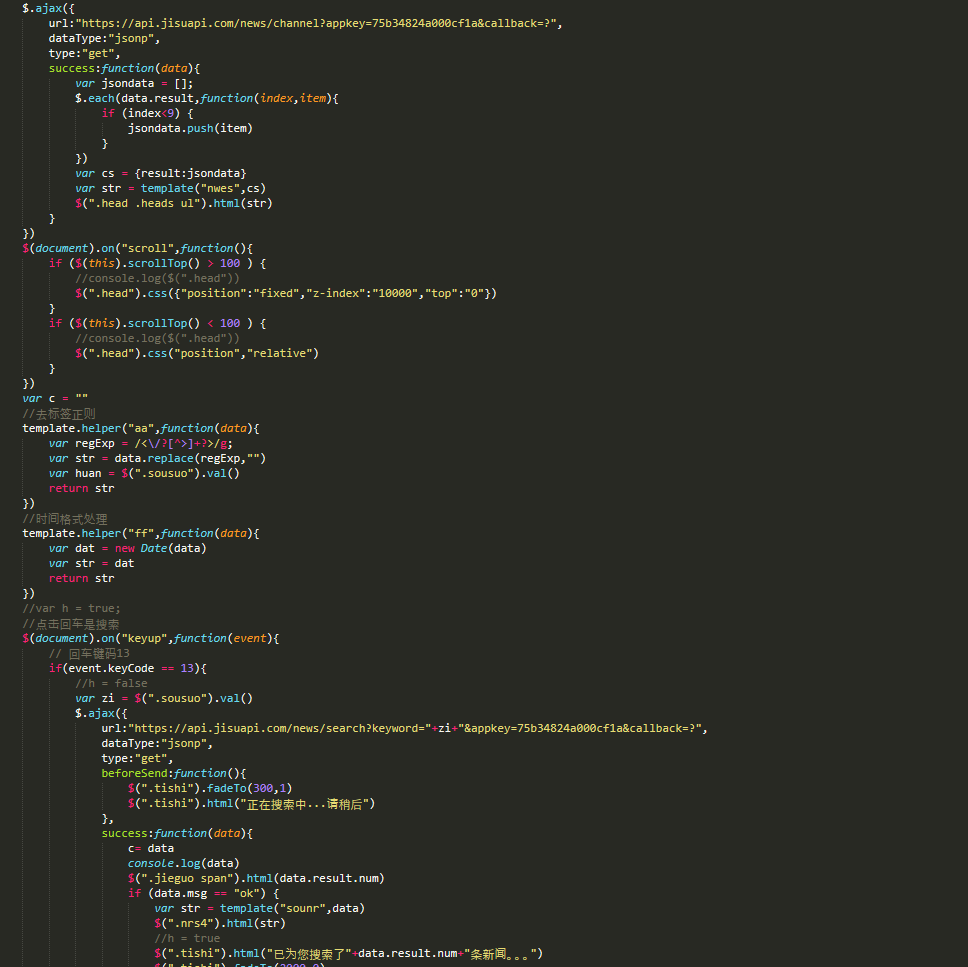 $.ajax({
    url:"https://api.jisuapi.com/news/channel?appkey=75b34824a000cf1a&callback=?",
    dataType:"jsonp",
    type:"get",
    success:function(data){
        var jsondata = [];
        $.each(data.result,function(index,item){
            if (index<9) {
                jsondata.push(item)
            }
        })
        var cs = {result:jsondata}
        var str = template("nwes",cs)
        $(".head .heads ul").html(str)
    }
})
$(document).on("scroll",function(){
    if ($(this).scrollTop() > 100 ) {
        //console.log($(".head"))
        $(".head").css({"position":"fixed","z-index":"10000","top":"0"})
    }
    if ($(this).scrollTop() < 100 ) {
        //console.log($(".head"))
        $(".head").css("position","relative")
    }
})
var c = ""
//去标签正则
template.helper("aa",function(data){
    var regExp = /<\/?[^>]+?>/g;
    var str = data.replace(regExp,"")
    var huan = $(".sousuo").val()
    return str
})
//时间格式处理
template.helper("ff",function(data){
    var dat = new Date(data)
    var str = dat
    return str
})
//var h = true;
//点击回车是搜索
$(document).on("keyup",function(event){
    // 回车键码13
    if(event.keyCode == 13){
        //h = false
        var zi = $(".sousuo").val()
        $.ajax({
            url:"https://api.jisuapi.com/news/search?keyword="+zi+"&appkey=75b34824a000cf1a&callback=?",
            dataType:"jsonp",
            type:"get",
            beforeSend:function(){
                $(".tishi").fadeTo(300,1)
                $(".tishi").html("正在搜索中...请稍后")
            },
            success:function(data){
                c= data
                console.log(data)
                $(".jieguo span").html(data.result.num)
                if (data.msg == "ok") {
                    var str = template("sounr",data)
                    $(".nrs4").html(str)
                    //h = true
                    $(".tishi").html("已为您搜索了"+data.result.num+"条新闻。。。")